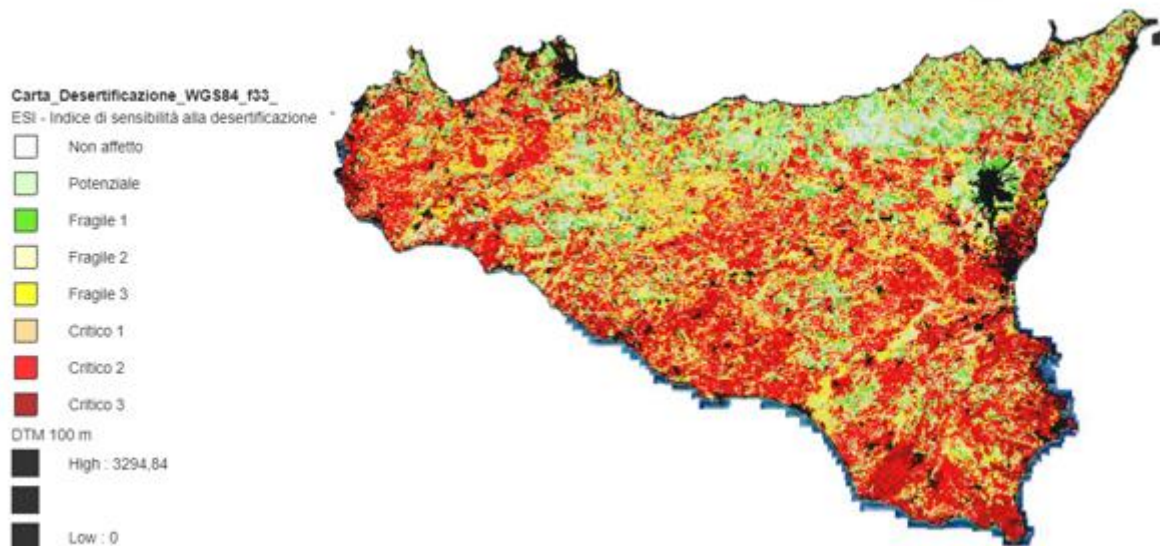 Carta_Desertificazione_WGS84_f33_
ESI - Indice di sensibilità alla desertificazione
Non affetto
Potenziale
Fragile 1
Fragile 2
Fragile 3
Critico 1
Critico 2
Critico 3
DTM 100 m
High : 3294,84
Low : 0